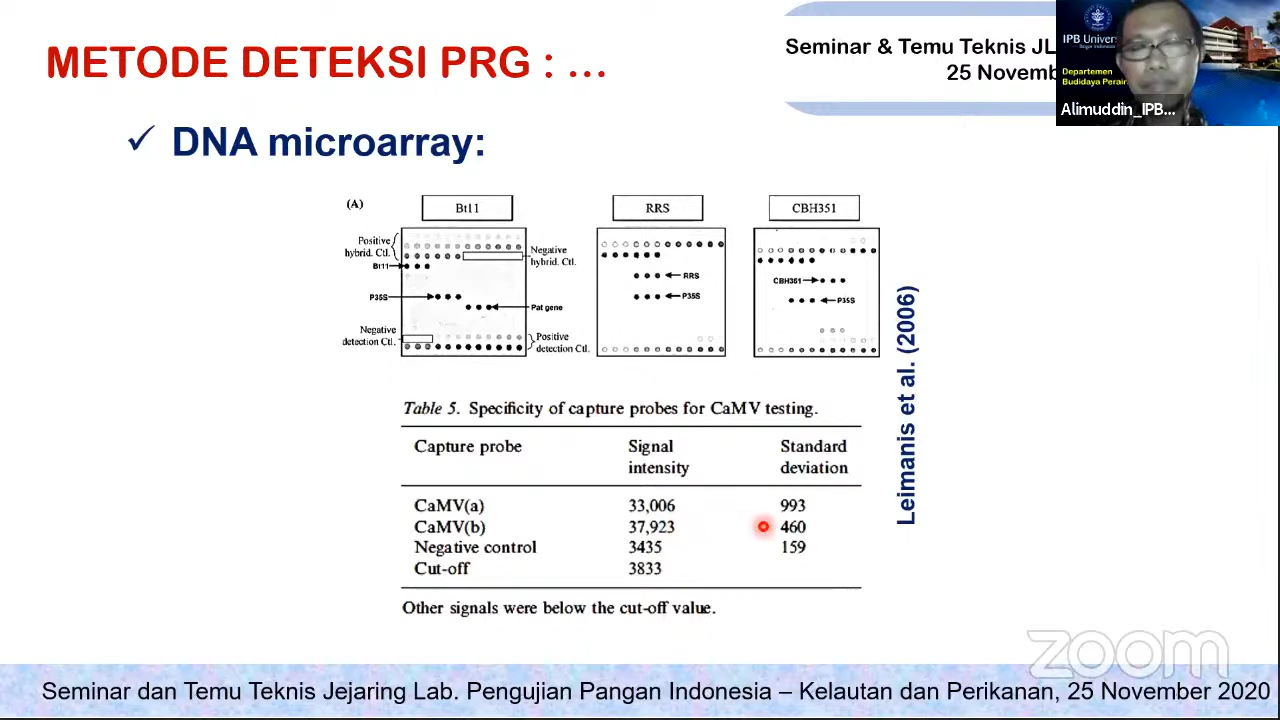 METODE DETEKSI PRG : ...
Seminar & Temu Teknis JL
25 Novemb
IPB Univers
Bogor Indonesia
Departemen
Budidaya Perair
Alimuddin_IPB...
✓ DNA microarray:
(A)
Bt11
RRS
CBH351
Positive
hybrid. Ctl.
Negative
hybrid. Ctl.
Bt11
RRS
CBH351
P35S
P35S
P35S
Pat gene
Negative
detection Ctl.
Positive
detection Ctl.
Leimanis et al. (2006)
Table 5. Specificity of capture probes for CaMV testing.
Capture probe Signal intensity Standard deviation
CaMV(a) 33,006 993
CaMV(b) 37,923 460
Negative control 3435 159
Cut-off 3833
Other signals were below the cut-off value.
zoom
Seminar dan Temu Teknis Jejaring Lab. Pengujian Pangan Indonesia – Kelautan dan Perikanan, 25 November 2020